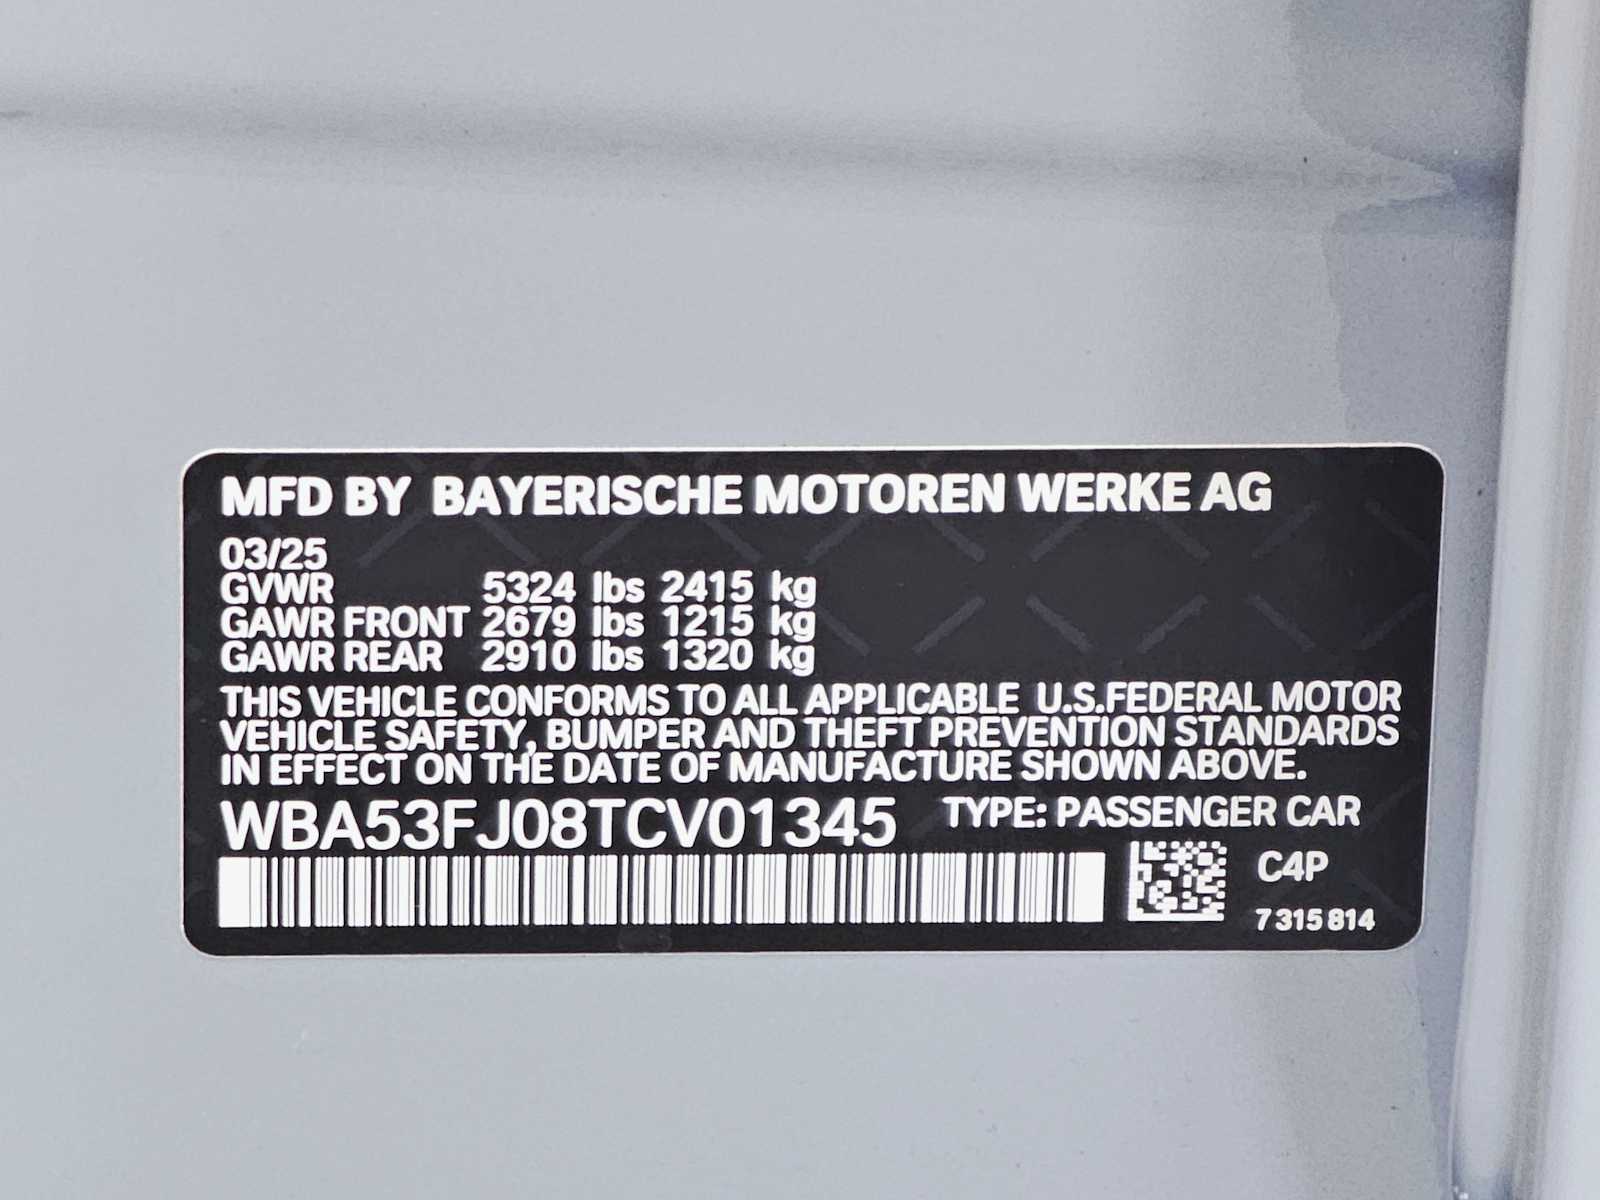 MFD BY BAYERISCHE MOTOREN WERKE AG
03/25
GVWR 5324 lbs 2415 kg
GAWR FRONT 2679 lbs 1215 kg
GAWR REAR 2910 lbs 1320 kg
THIS VEHICLE CONFORMS TO ALL APPLICABLE U.S.FEDERAL MOTOR
VEHICLE SAFETY, BUMPER AND THEFT PREVENTION STANDARDS
IN EFFECT ON THE DATE OF MANUFACTURE SHOWN ABOVE.
WBA53FJ08TCV01345 TYPE: PASSENGER CAR
C4P
7 315 814